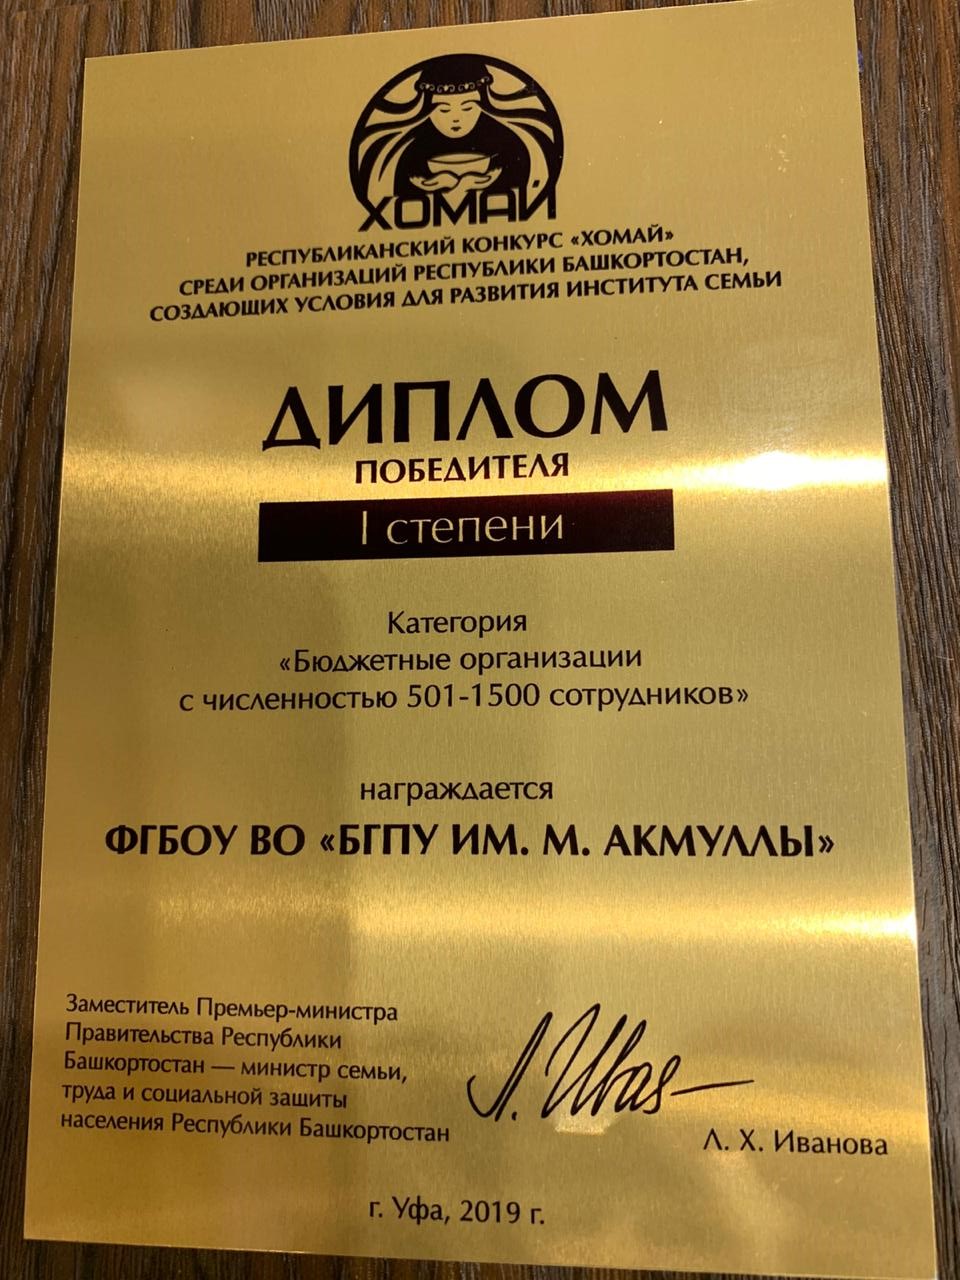 ХОМАЙ
РЕСПУБЛИКАНСКИЙ КОНКУРС «ХОМАЙ»
СРЕДИ ОРГАНИЗАЦИЙ РЕСПУБЛИКИ БАШКОРТОСТАН,
СОЗДАЮЩИХ УСЛОВИЯ ДЛЯ РАЗВИТИЯ ИНСТИТУТА СЕМЬИ
ДИПЛОМ
ПОБЕДИТЕЛЯ
I степени
Категория
«Бюджетные организации
с численностью 501-1500 сотрудников»
награждается
ФГБОУ ВО «БГПУ ИМ. М. АКМУЛЛЫ»
Заместитель Премьер-министра
Правительства Республики
Башкортостан — министр семьи,
труда и социальной защиты
населения Республики Башкортостан
Л. Ива
Л. Х. Иванова
г. Уфа, 2019 г.